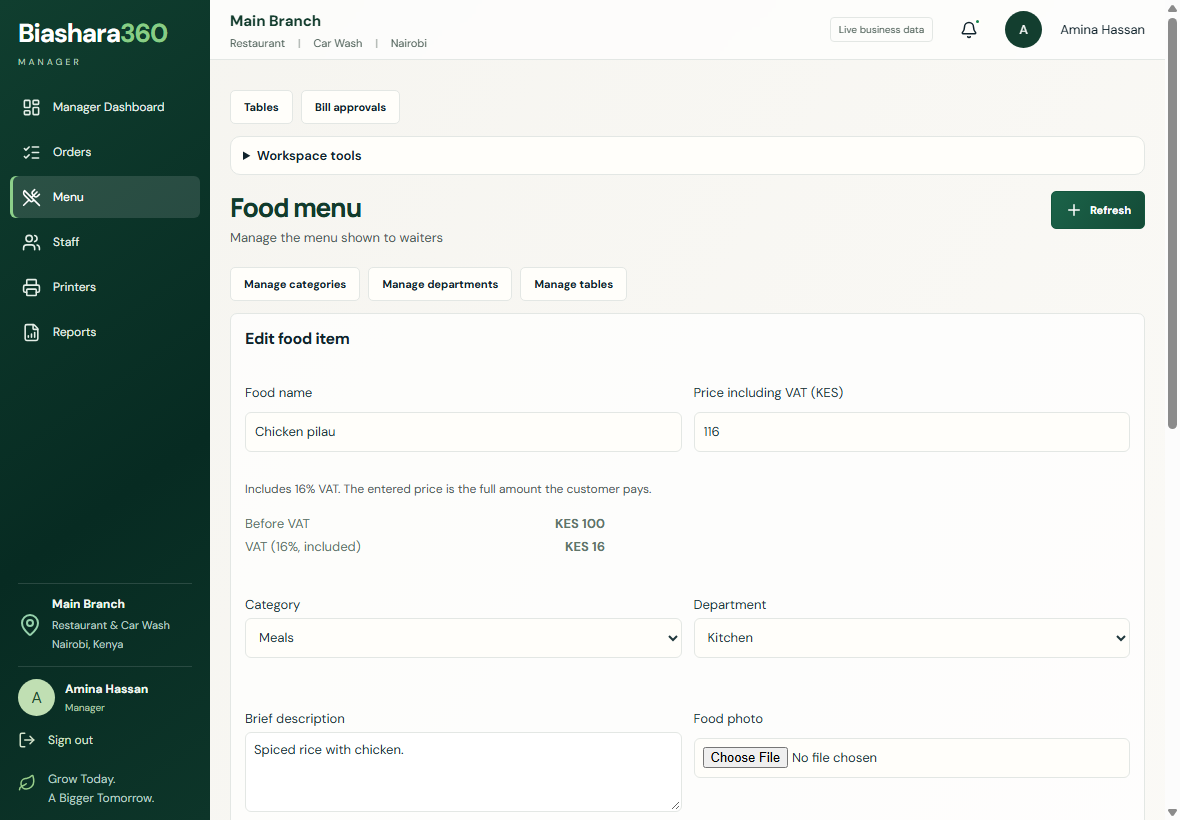 Biashara360
MANAGER
Manager Dashboard
Orders
Menu
Staff
Printers
Reports
Main Branch
Restaurant & Car Wash
Nairobi, Kenya
A
Amina Hassan
Manager
Sign out
Grow Today.
A Bigger Tomorrow.
Main Branch
Restaurant | Car Wash | Nairobi
Live business data
A
Amina Hassan
Tables
Bill approvals
Workspace tools
Food menu
Manage the menu shown to waiters
Refresh
Manage categories
Manage departments
Manage tables
Edit food item
Food name
Price including VAT (KES)
Chicken pilau
116
Includes 16% VAT. The entered price is the full amount the customer pays.
Before VAT KES 100
VAT (16%, included) KES 16
Category
Department
Meals
Kitchen
Brief description
Food photo
Spiced rice with chicken.
Choose File No file chosen